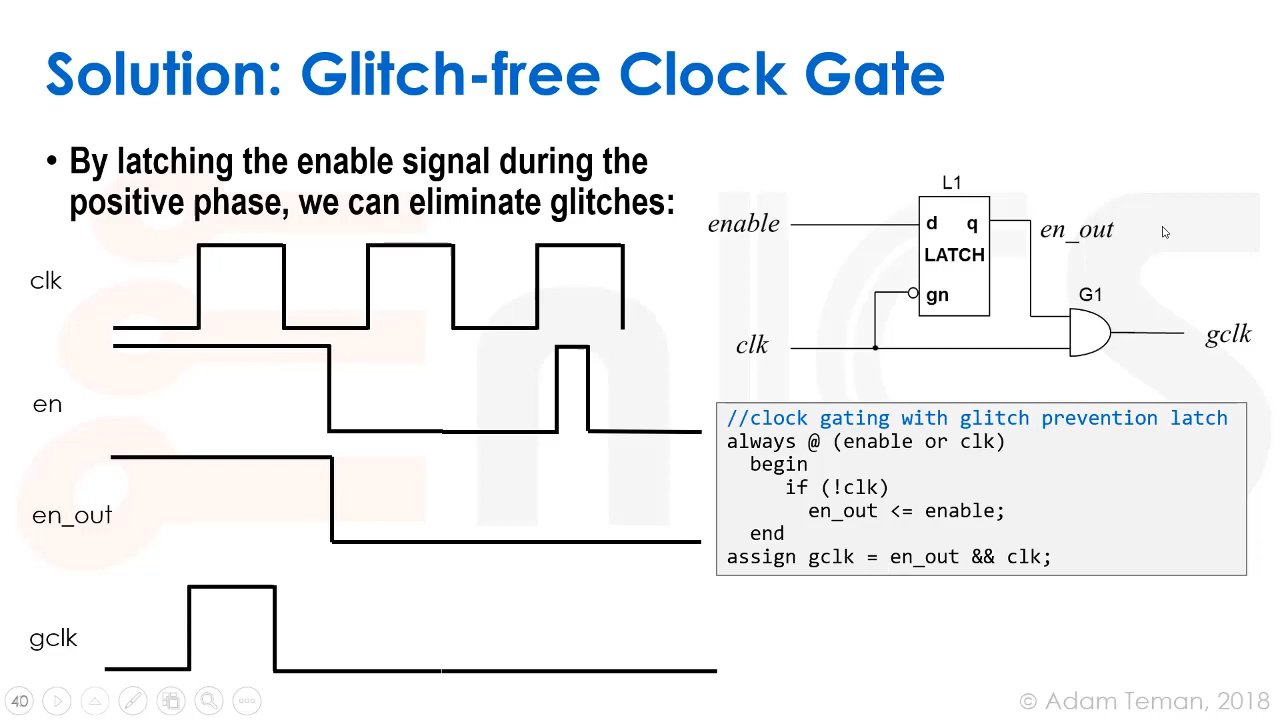 Solution: Glitch-free Clock Gate
• By latching the enable signal during the
positive phase, we can eliminate glitches:
clk
en
en_out
gclk
L1
enable
d q
LATCH
gn
en_out
G1
clk
gclk
//clock gating with glitch prevention latch
always @ (enable or clk)
begin
if (!clk)
en_out <= enable;
end
assign gclk = en_out && clk;
40
© Adam Teman, 2018